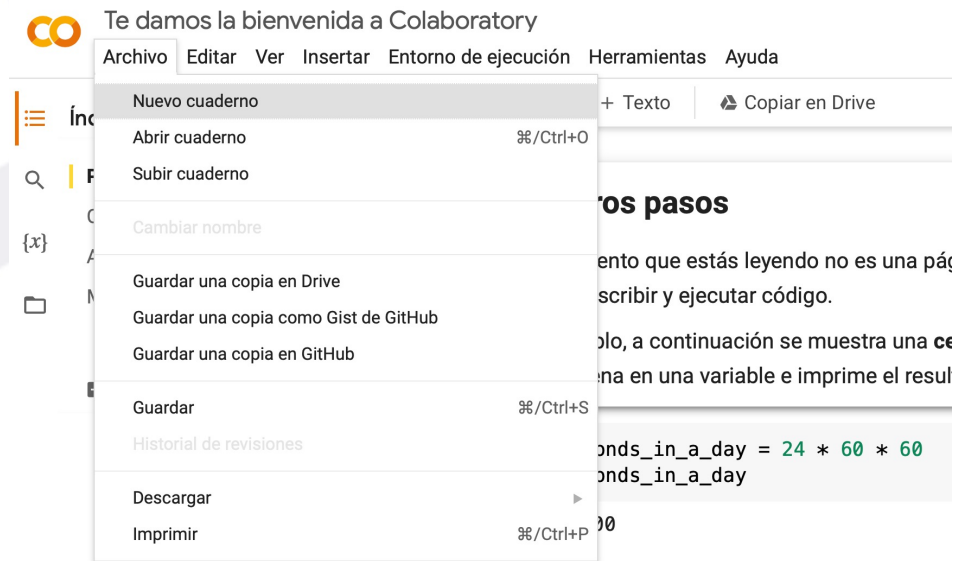 Te damos la bienvenida a Colaboratory
Archivo Editar Ver Insertar Entorno de ejecución Herramientas Ayuda
Nuevo cuaderno
Abrir cuaderno ⌘/Ctrl+O
Subir cuaderno
Cambiar nombre
Guardar una copia en Drive
Guardar una copia como Gist de GitHub
Guardar una copia en GitHub
Guardar ⌘/Ctrl+S
Historial de revisiones
Descargar
Imprimir ⌘/Ctrl+P
{x}
+ Texto Copiar en Drive
ros pasos
ento que estás leyendo no es una pág
scribir y ejecutar código.
plo, a continuación se muestra una ce
ena en una variable e imprime el resul
onds_in_a_day = 24 * 60 * 60
onds_in_a_day
00